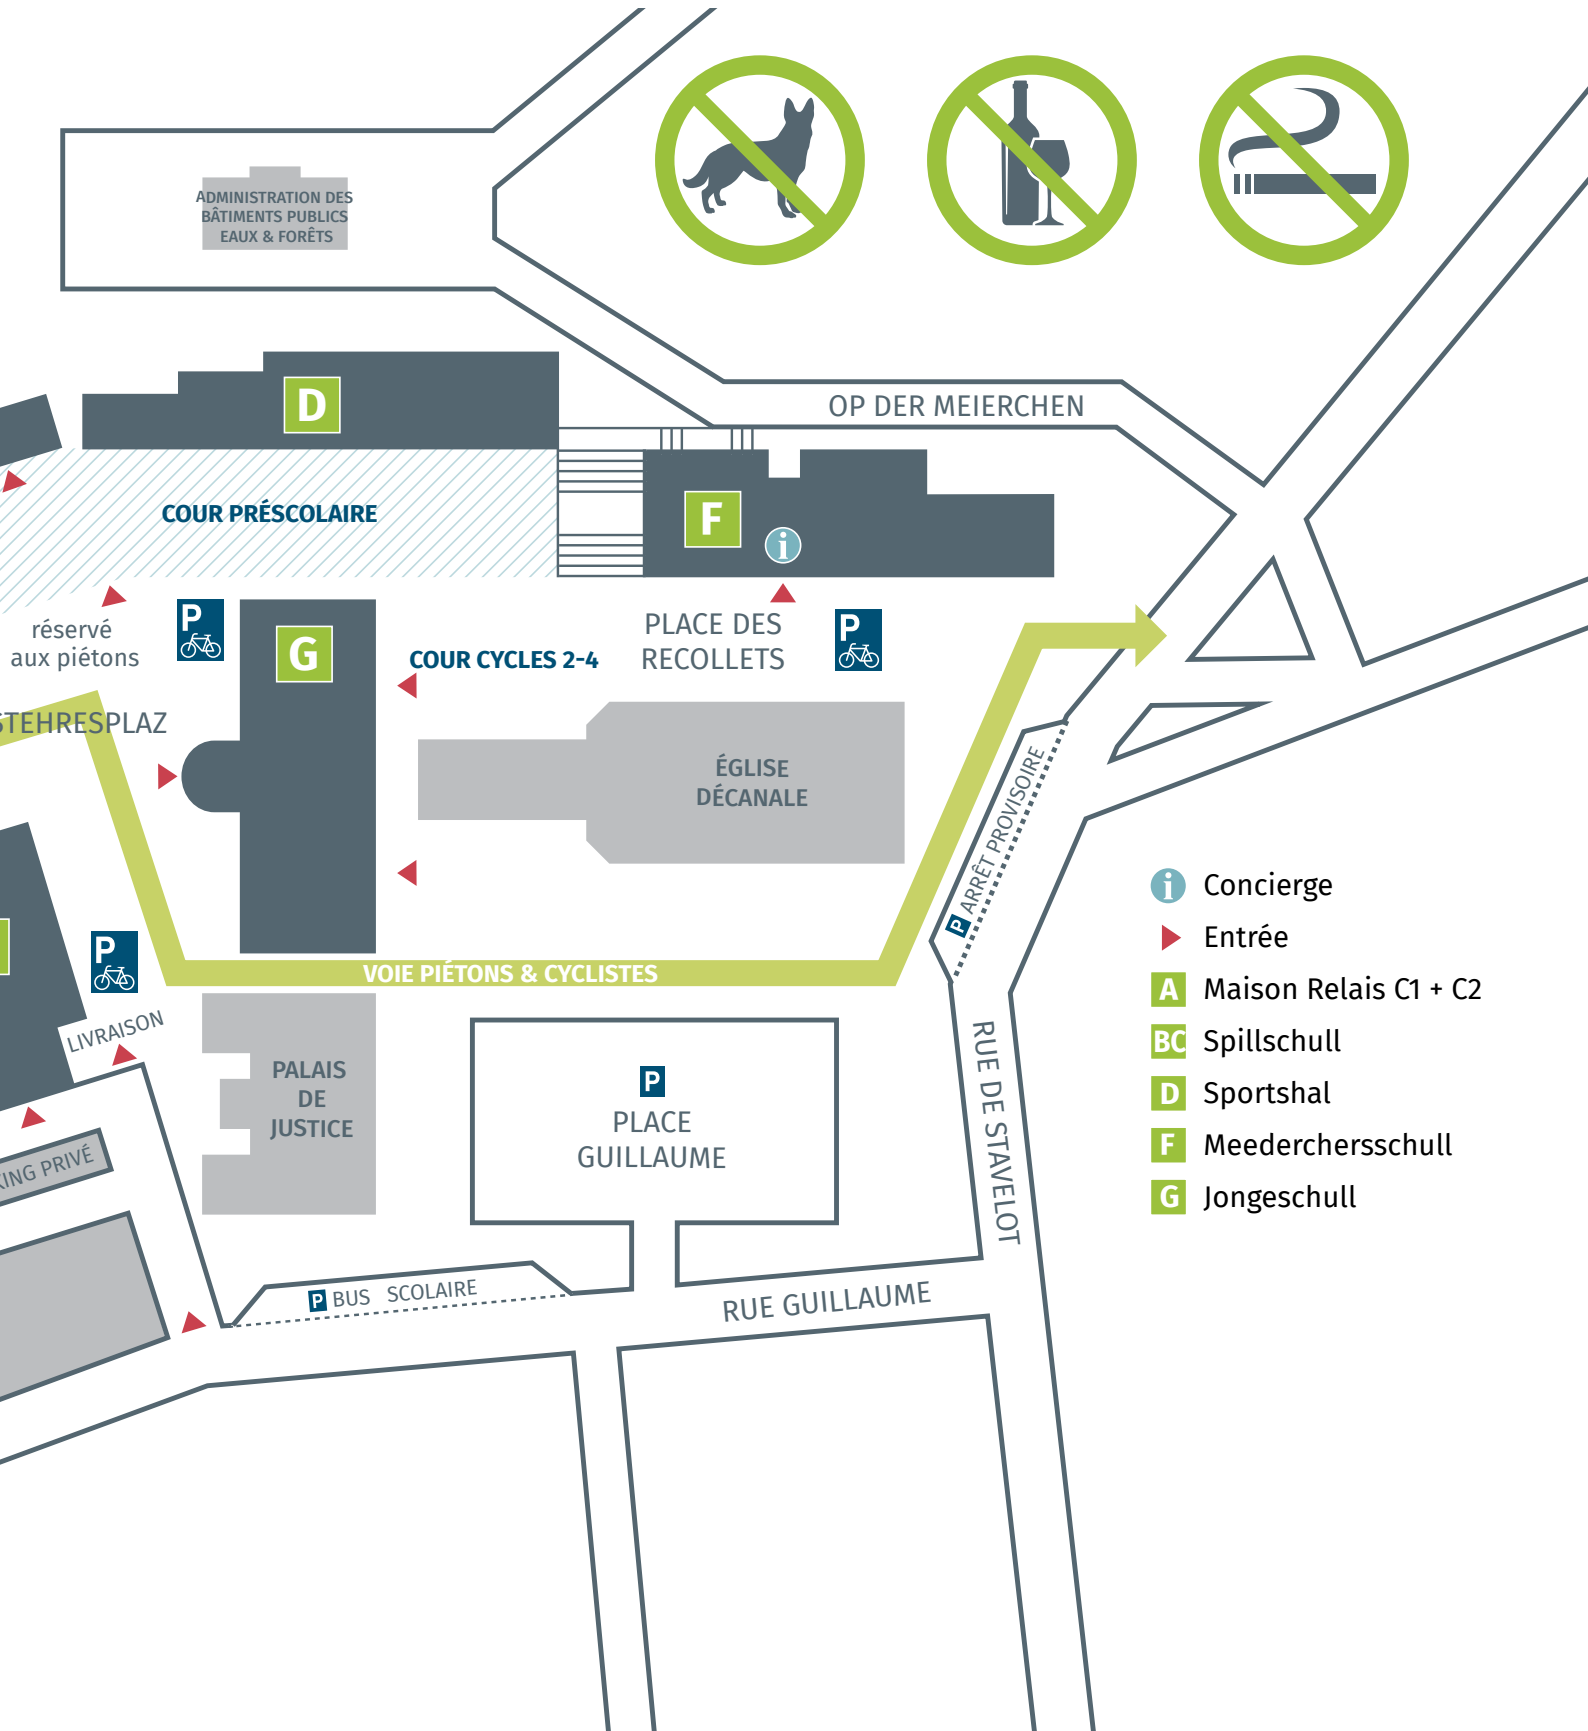 ADMINISTRATION DES
BÂTIMENTS PUBLICS
EAUX & FORÊTS
OP DER MEIERCHEN
D
COUR PRÉSCOLAIRE
F
i
réservé
aux piétons
P
G
COUR CYCLES 2-4
PLACE DES
RECOLLETS
P
STEHRESPLAZ
ÉGLISE
DÉCANALE
P ARRÊT PROVISOIRE
VOIE PIÉTONS & CYCLISTES
P
LIVRAISON
PALAIS
DE
JUSTICE
P
PLACE
GUILLAUME
RUE DE STAVELOT
KING PRIVÉ
P BUS SCOLAIRE
RUE GUILLAUME
i Concierge
Entrée
A Maison Relais C1 + C2
BC Spillschull
D Sportshal
F Meederchersschull
G Jongeschull